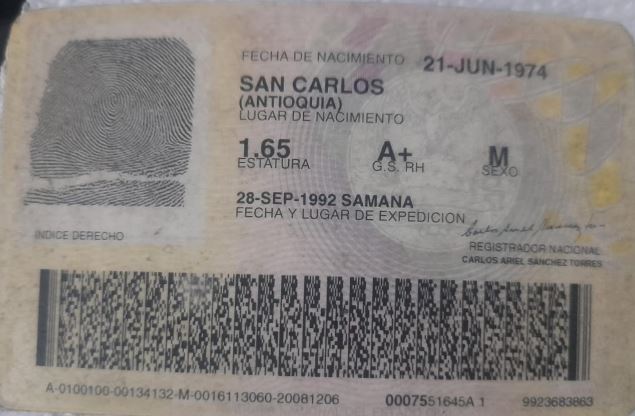 FECHA DE NACIMIENTO 21-JUN-1974
SAN CARLOS
(ANTIOQUIA)
LUGAR DE NACIMIENTO
1.65 A+ M
ESTATURA G.S. RH SEXO
28-SEP-1992 SAMANA
FECHA Y LUGAR DE EXPEDICION
INDICE DERECHO
REGISTRADOR NACIONAL
CARLOS ARIEL SANCHEZ TORRES
A-0100100-00134132-M-0016113060-20081206 0007551645A 1 9923683863